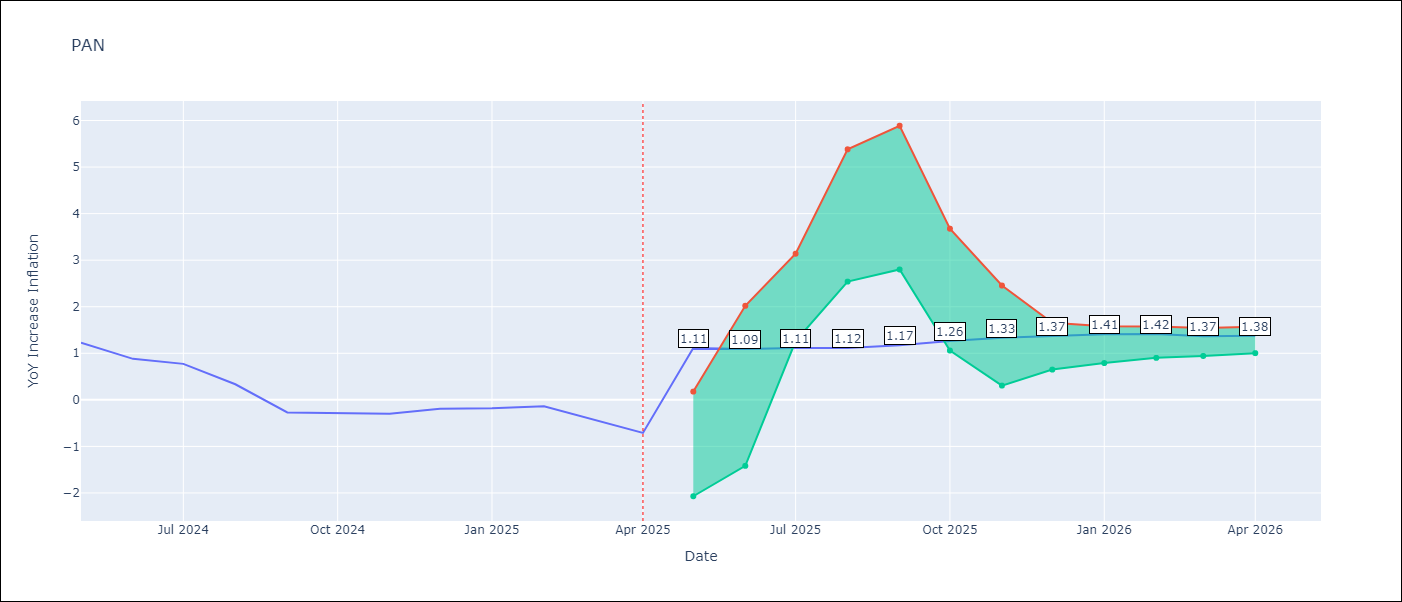 PAN
YoY Increase Inflation
6
5
4
3
2
1
0
−1
−2
1.11
1.09
1.11
1.12
1.17
1.26
1.33
1.37
1.41
1.42
1.37
1.38
Jul 2024
Oct 2024
Jan 2025
Apr 2025
Jul 2025
Oct 2025
Jan 2026
Apr 2026
Date